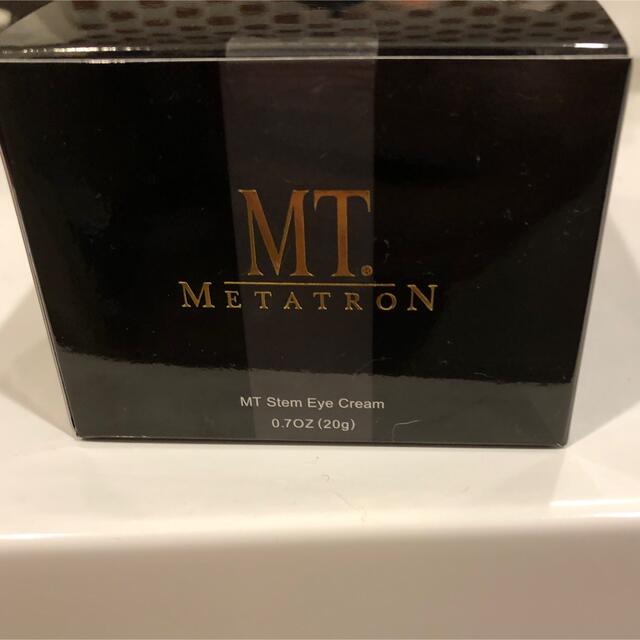 MT.®
METATRON
MT Stem Eye Cream
0.7OZ (20g)